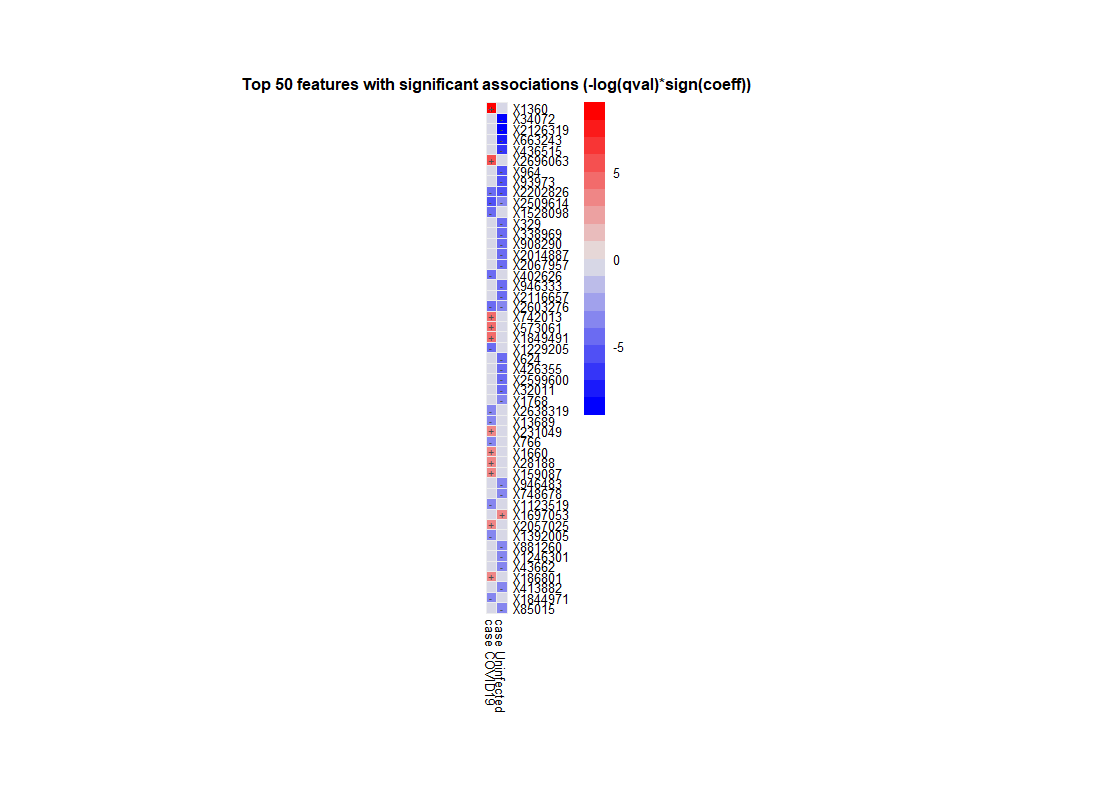 Top 50 features with significant associations (-log(qval)*sign(coeff))
X1360
X34072
X2126319
X663243
X436515
X2696063
X964
X93973
X2202826
X2509614
X1528098
X329
X338969
X908290
X2014887
X2067957
X402626
X946333
X2116657
X2603276
X742013
X573061
X1849491
X1229205
X624
X426355
X2599600
X32011
X1768
X2638319
X13689
X231049
X766
X1660
X28188
X159087
X946483
X748678
X1123519
X1697053
X2057025
X1392005
X881260
X1246301
X43662
X186801
X413882
X1844971
X85015
5
0
-5
case COVID19
case Uninfected